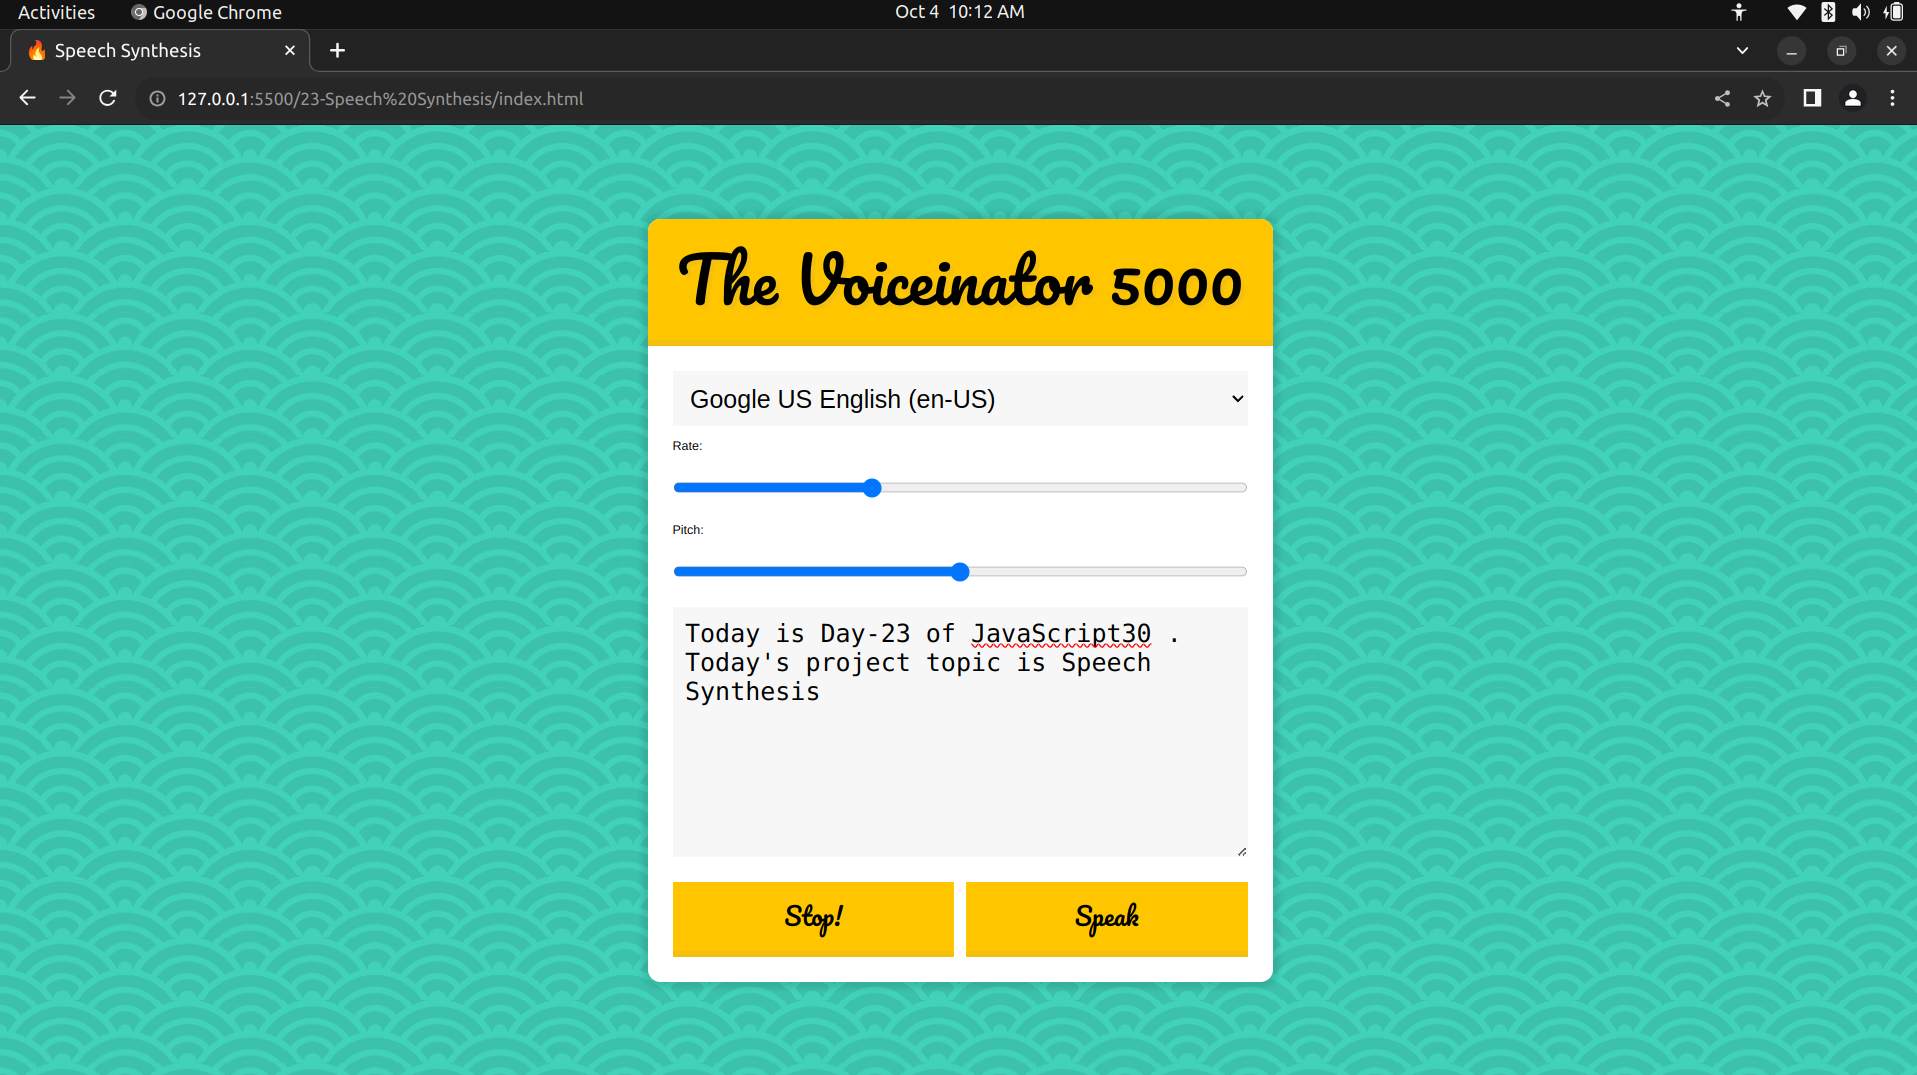 Activities Google Chrome Oct 4 10:12 AM
Speech Synthesis
127.0.0.1:5500/23-Speech%20Synthesis/index.html
The Voiceinator 5000
Google US English (en-US)
Rate:
Pitch:
Today is Day-23 of JavaScript30 .
Today's project topic is Speech
Synthesis
Stop! Speak